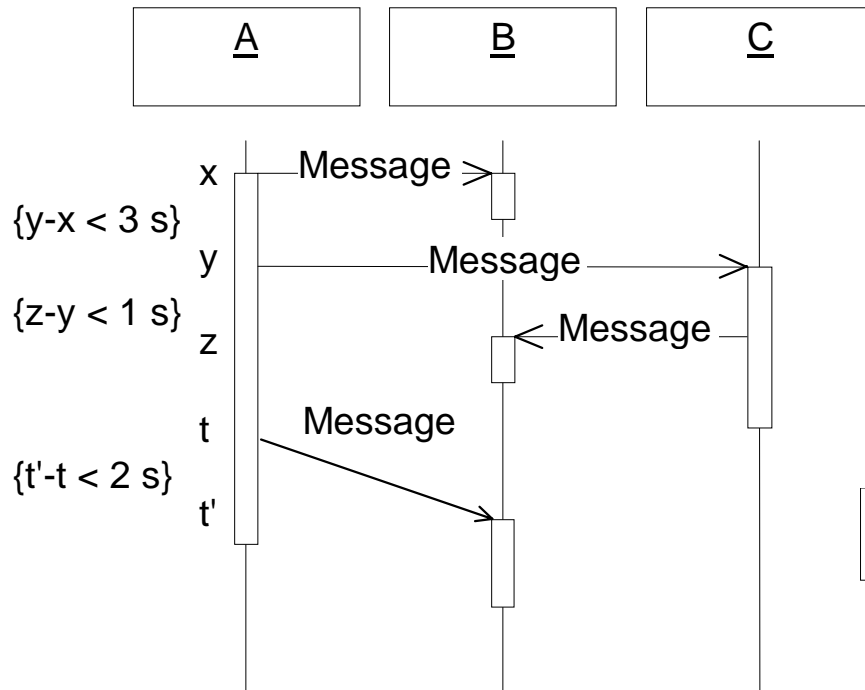 A B C
x Message
{y-x < 3 s}
y Message
{z-y < 1 s}
z Message
t Message
{t'-t < 2 s}
t'